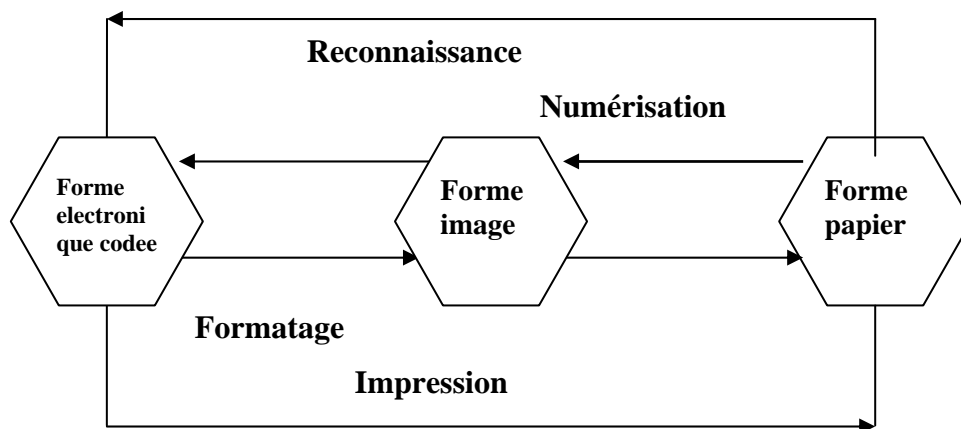 Reconnaissance
Numérisation
Forme
electroni
que codee
Forme
image
Forme
papier
Formatage
Impression